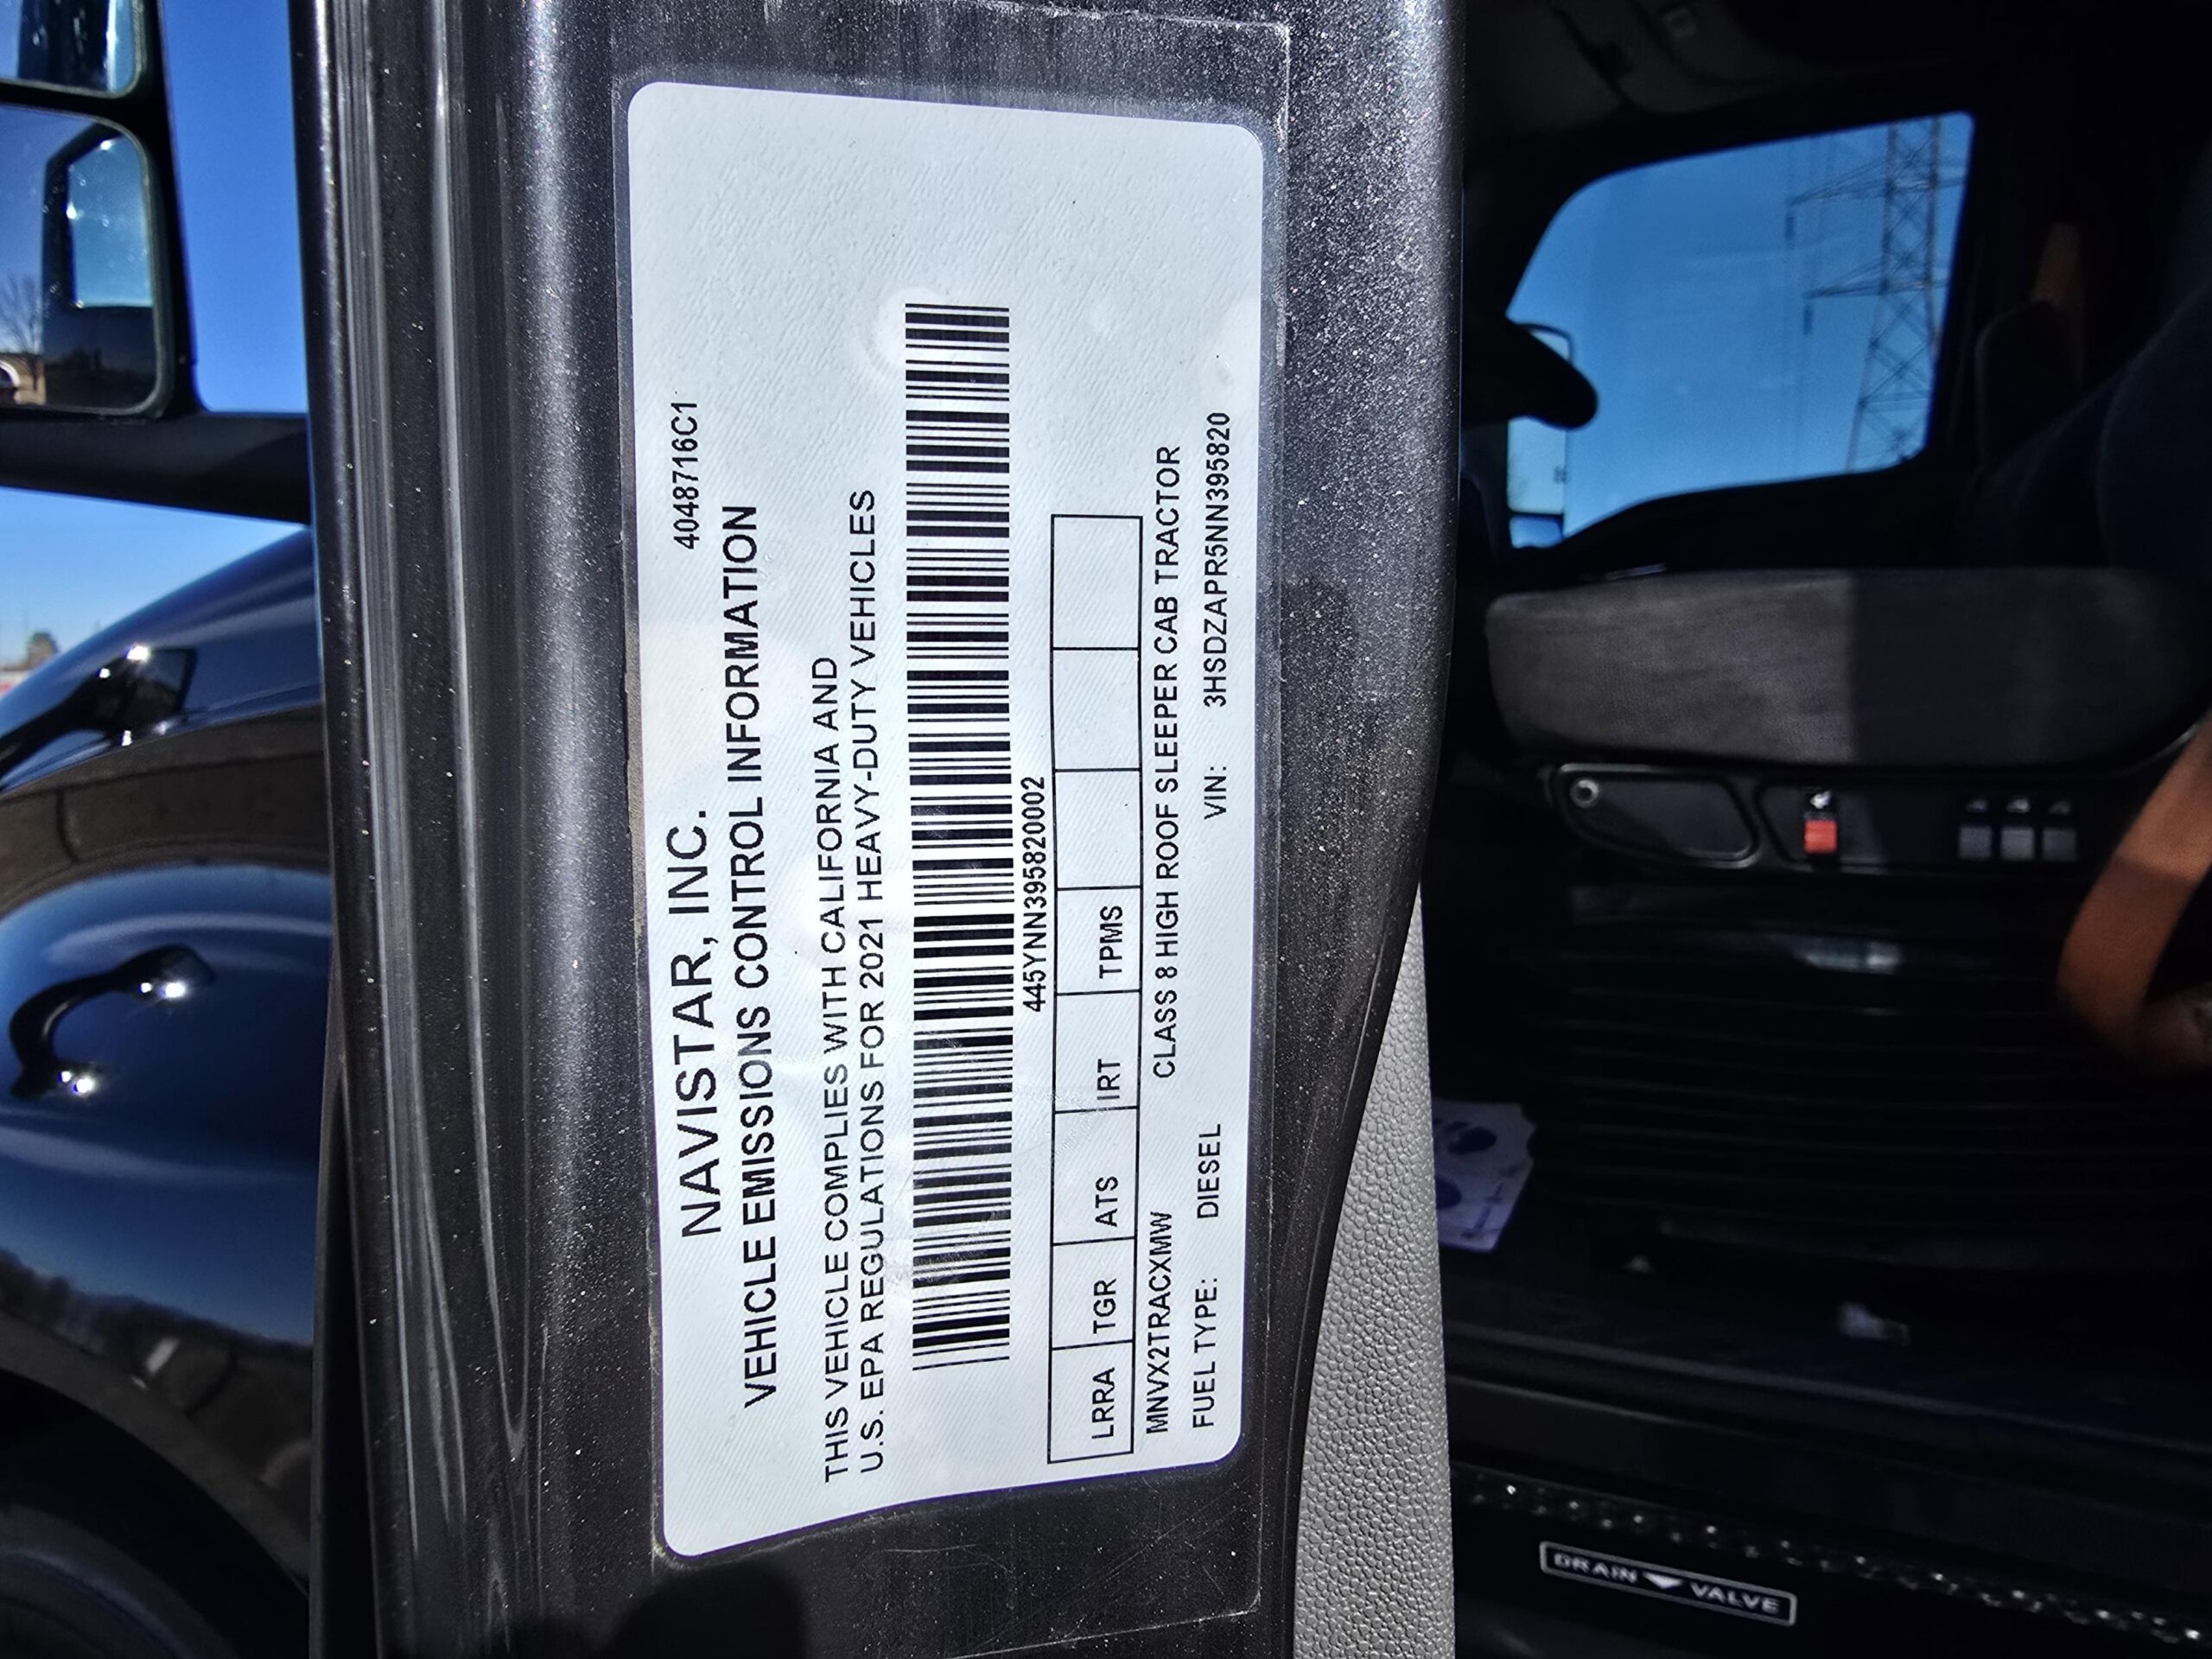 4048716C1
NAVISTAR, INC.
VEHICLE EMISSIONS CONTROL INFORMATION
THIS VEHICLE COMPLIES WITH CALIFORNIA AND
U.S. EPA REGULATIONS FOR 2021 HEAVY-DUTY VEHICLES
445YNN395820002
LRRA TGR ATS IRT TPMS
MNVX2TRACXMW CLASS 8 HIGH ROOF SLEEPER CAB TRACTOR
FUEL TYPE: DIESEL VIN: 3HSDZAPR5NN395820
DRAIN VALVE